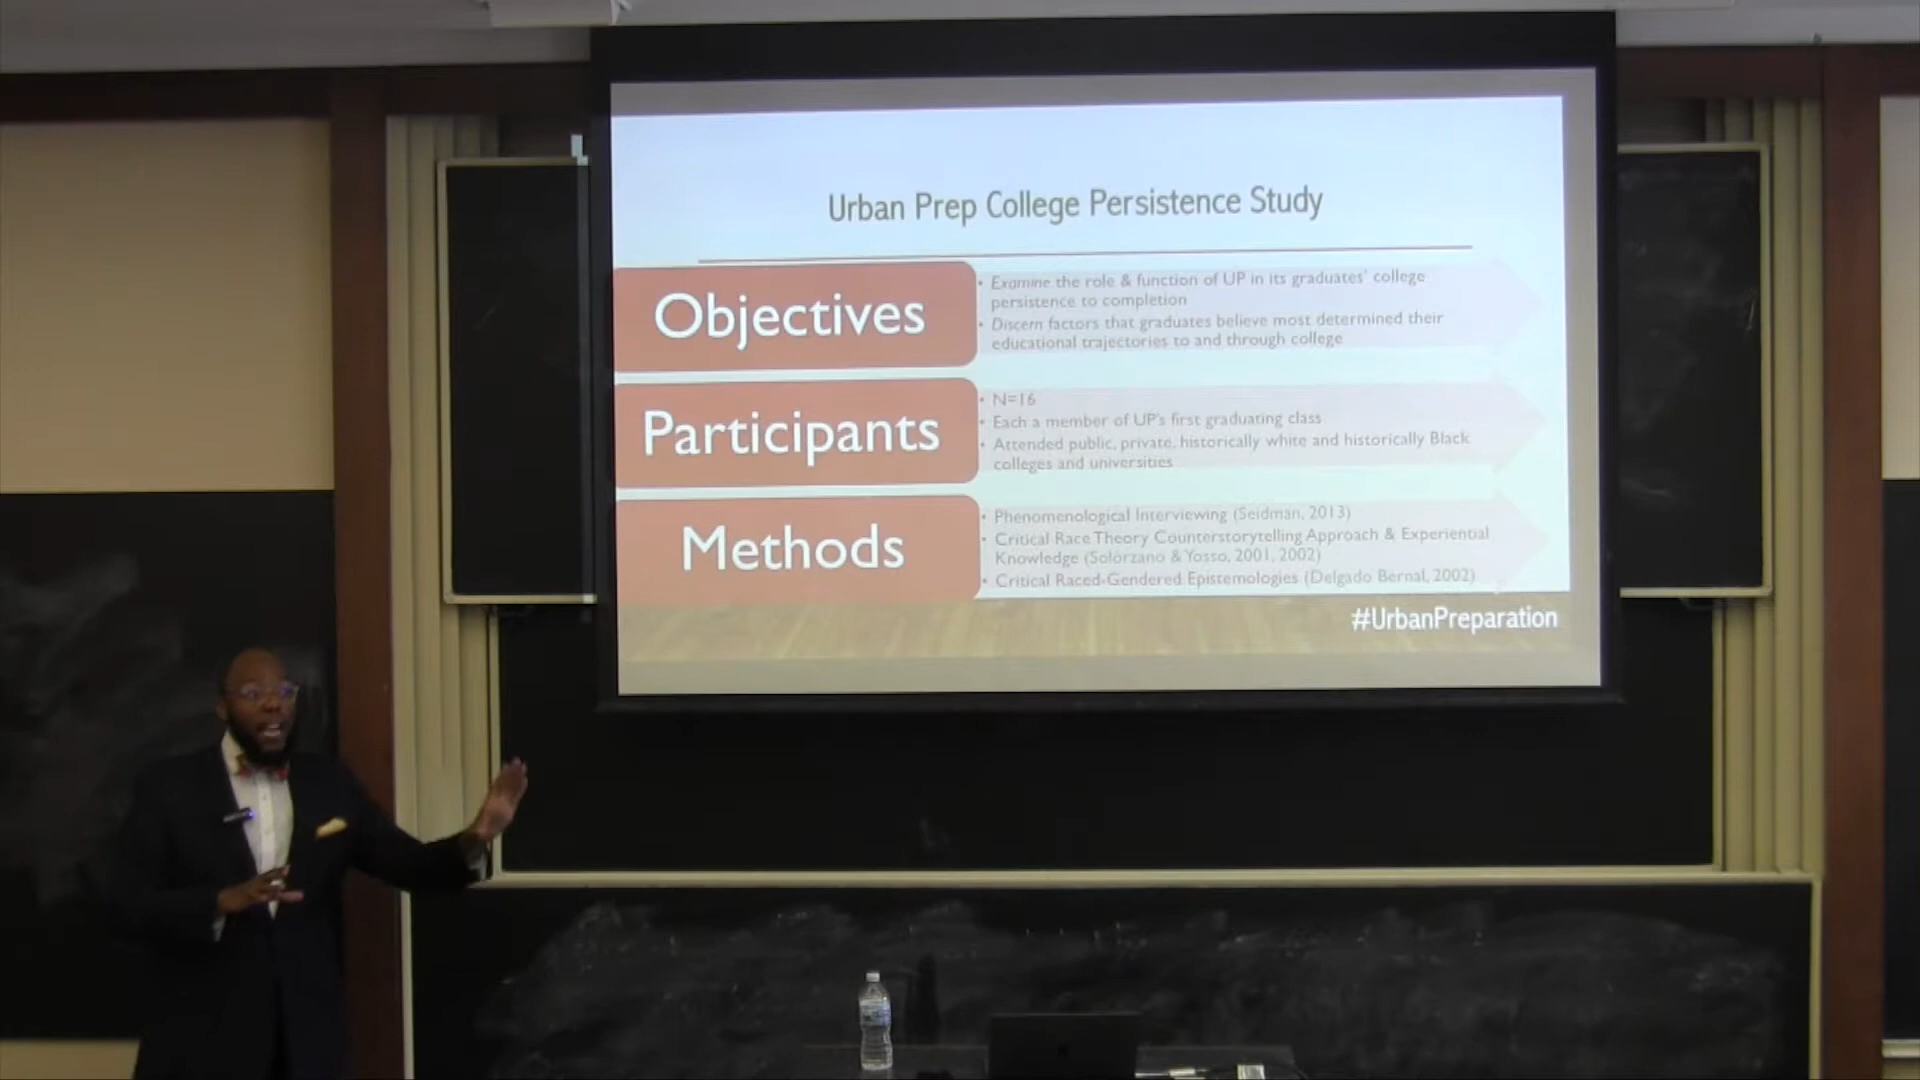 Urban Prep College Persistence Study
Objectives
• Examine the role & function of UP in its graduates' college
persistence to completion
• Discern factors that graduates believe most determined their
educational trajectories to and through college
Participants
• N=16
• Each a member of UP's first graduating class
• Attended public, private, historically white and historically Black
colleges and universities
Methods
• Phenomenological Interviewing (Seidman, 2013)
• Critical Race Theory Counterstorytelling Approach & Experiential
Knowledge (Solorzano & Yosso, 2001, 2002)
• Critical Raced-Gendered Epistemologies (Delgado Bernal, 2002)
#UrbanPreparation